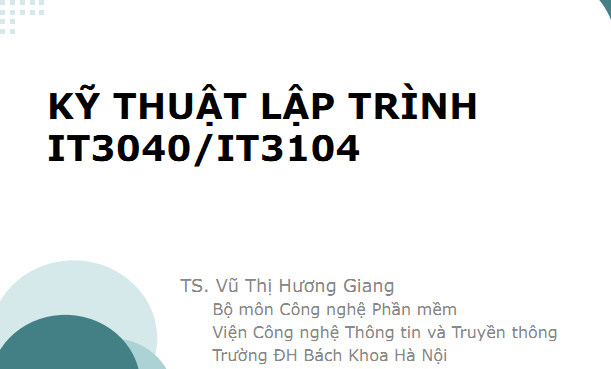 KỸ THUẬT LẬP TRÌNH
IT3040/IT3104
TS. Vũ Thị Hương Giang
Bộ môn Công nghệ Phần mềm
Viện Công nghệ Thông tin và Truyền thông
Trường ĐH Bách Khoa Hà Nội